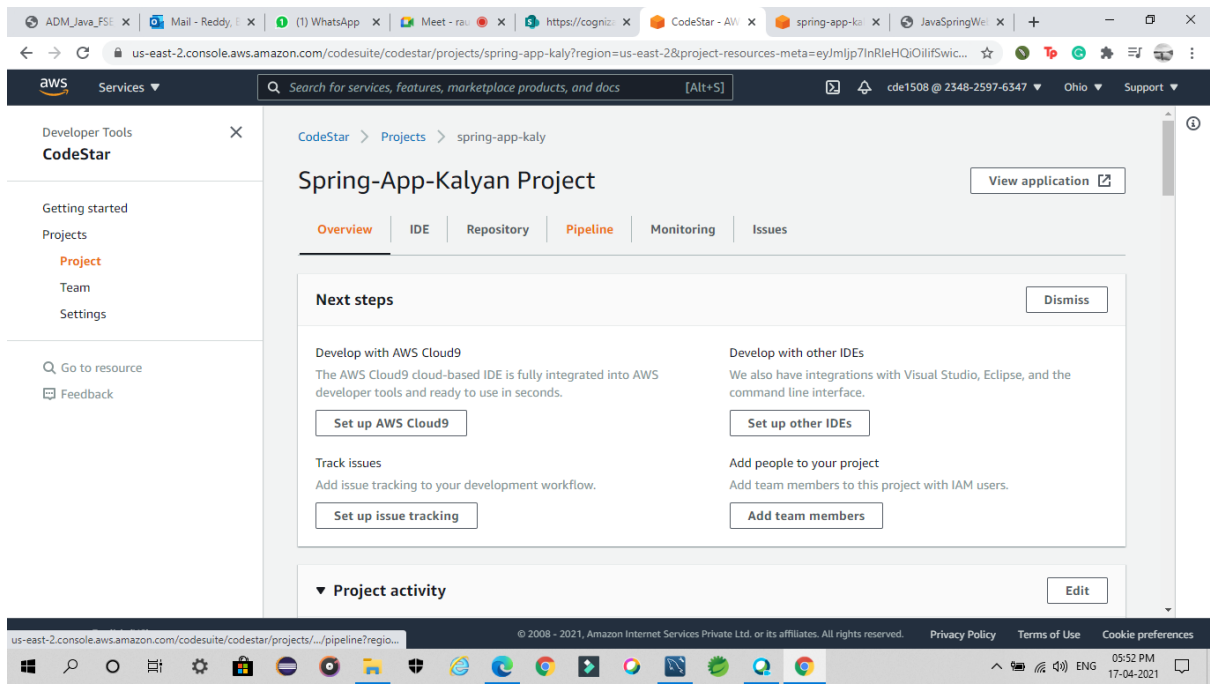 ADM_Java_FSE
Mail - Reddy, E
(1) WhatsApp
Meet - rau
https://cogniza
CodeStar - AW
spring-app-kal
JavaSpringWel
us-east-2.console.aws.amazon.com/codesuite/codestar/projects/spring-app-kaly?region=us-east-2&project-resources-meta=eyJmIjp7InRleHQiOiIifSwic...
aws
Services ▼
Search for services, features, marketplace products, and docs [Alt+S]
cde1508 @ 2348-2597-6347 ▼
Ohio ▼
Support ▼
Developer Tools
CodeStar
Getting started
Projects
Project
Team
Settings
Go to resource
Feedback
CodeStar > Projects > spring-app-kaly
Spring-App-Kalyan Project
View application
Overview
IDE
Repository
Pipeline
Monitoring
Issues
Next steps
Dismiss
Develop with AWS Cloud9
The AWS Cloud9 cloud-based IDE is fully integrated into AWS
developer tools and ready to use in seconds.
Set up AWS Cloud9
Develop with other IDEs
We also have integrations with Visual Studio, Eclipse, and the
command line interface.
Set up other IDEs
Track issues
Add issue tracking to your development workflow.
Set up issue tracking
Add people to your project
Add team members to this project with IAM users.
Add team members
▼ Project activity
Edit
us-east-2.console.aws.amazon.com/codesuite/codestar/projects/.../pipeline?regio...
© 2008 - 2021, Amazon Internet Services Private Ltd. or its affiliates. All rights reserved.
Privacy Policy
Terms of Use
Cookie preferences
ENG
05:52 PM
17-04-2021